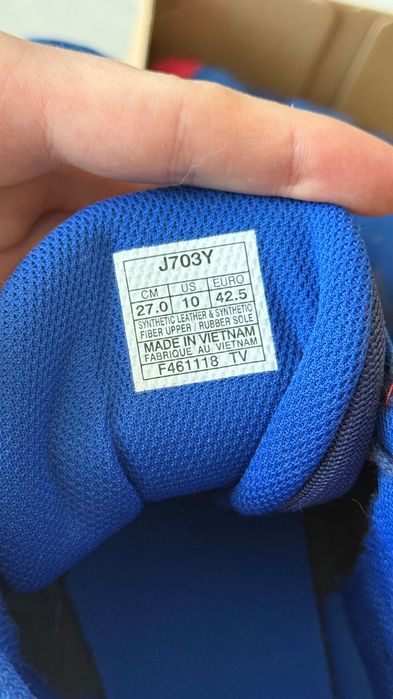 J703Y
CM US EURO
27.0 10 42.5
SYNTHETIC LEATHER & SYNTHETIC
FIBER UPPER / RUBBER SOLE
MADE IN VIETNAM
FABRIQUE AU VIETNAM
F461118 TV